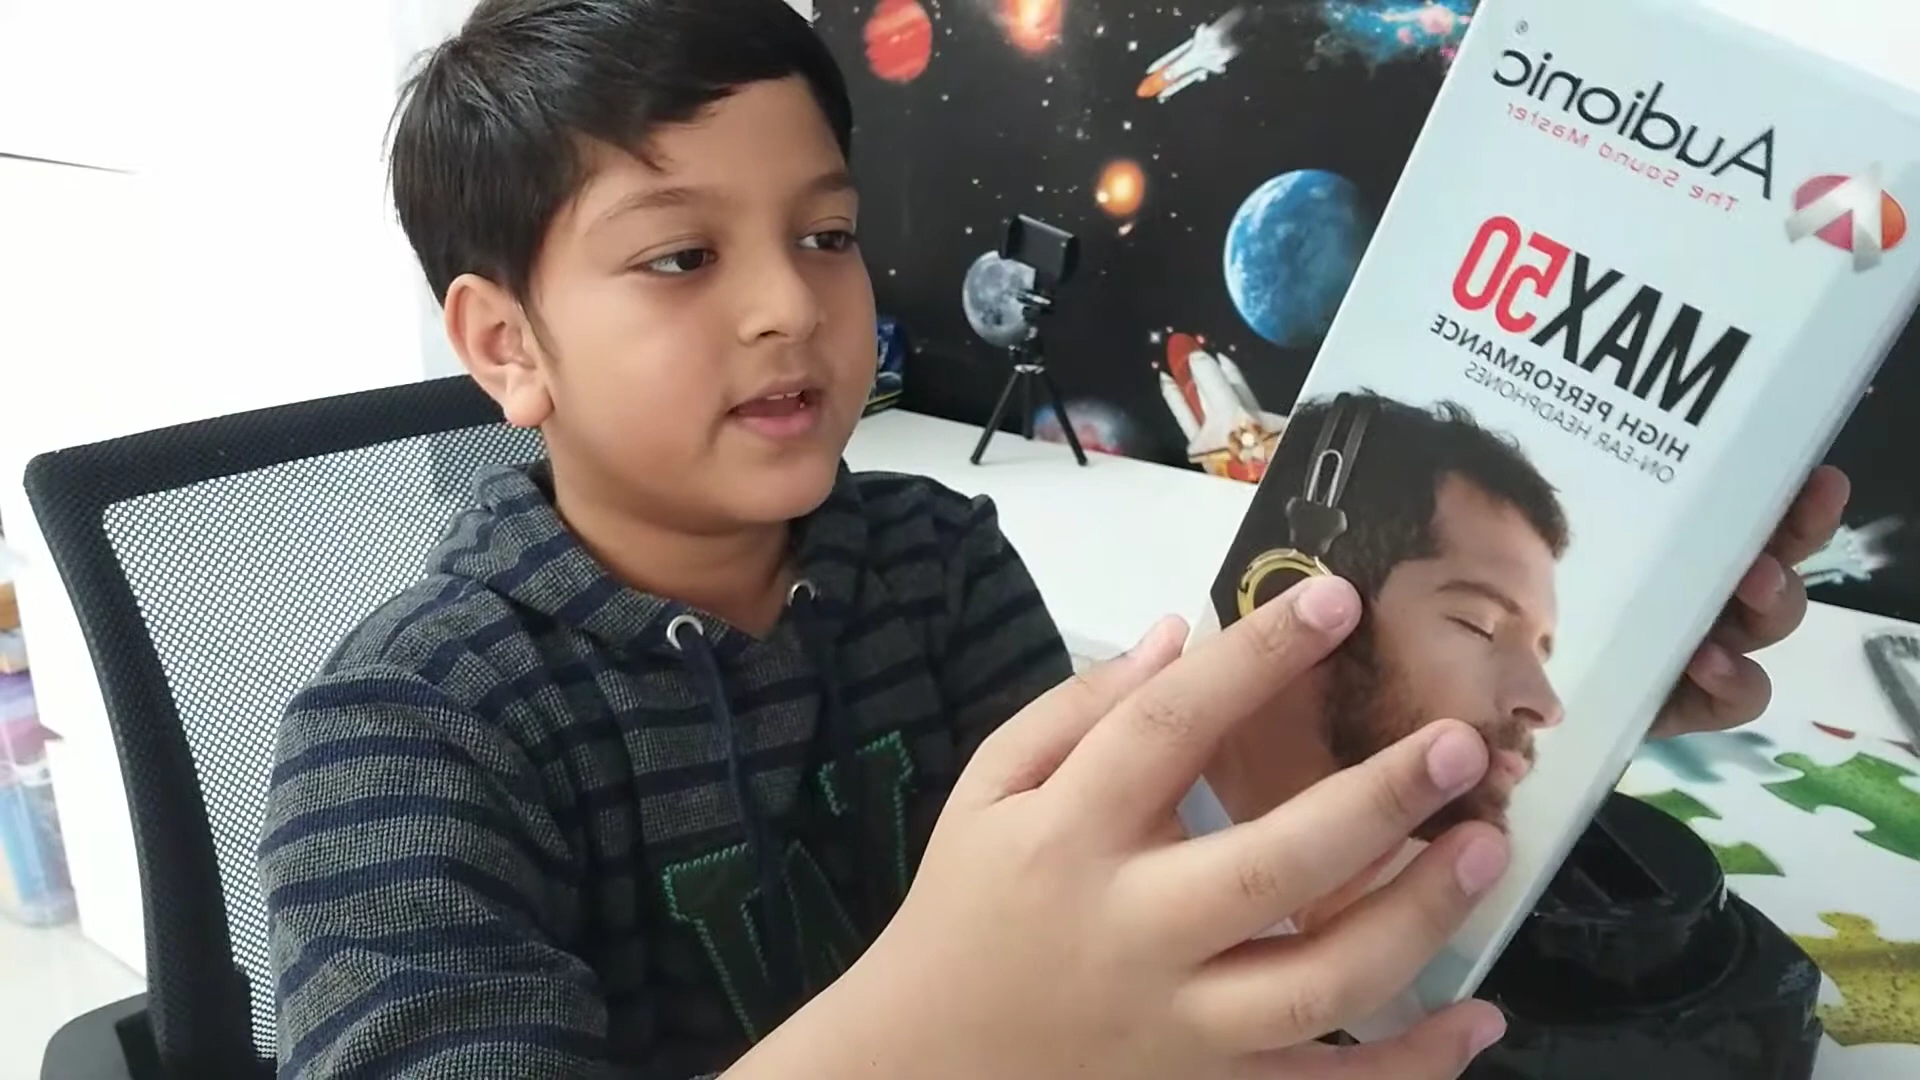 Audionic®
The Sound Master
MAX50
HIGH PERFORMANCE
ON-EAR HEADPHONES